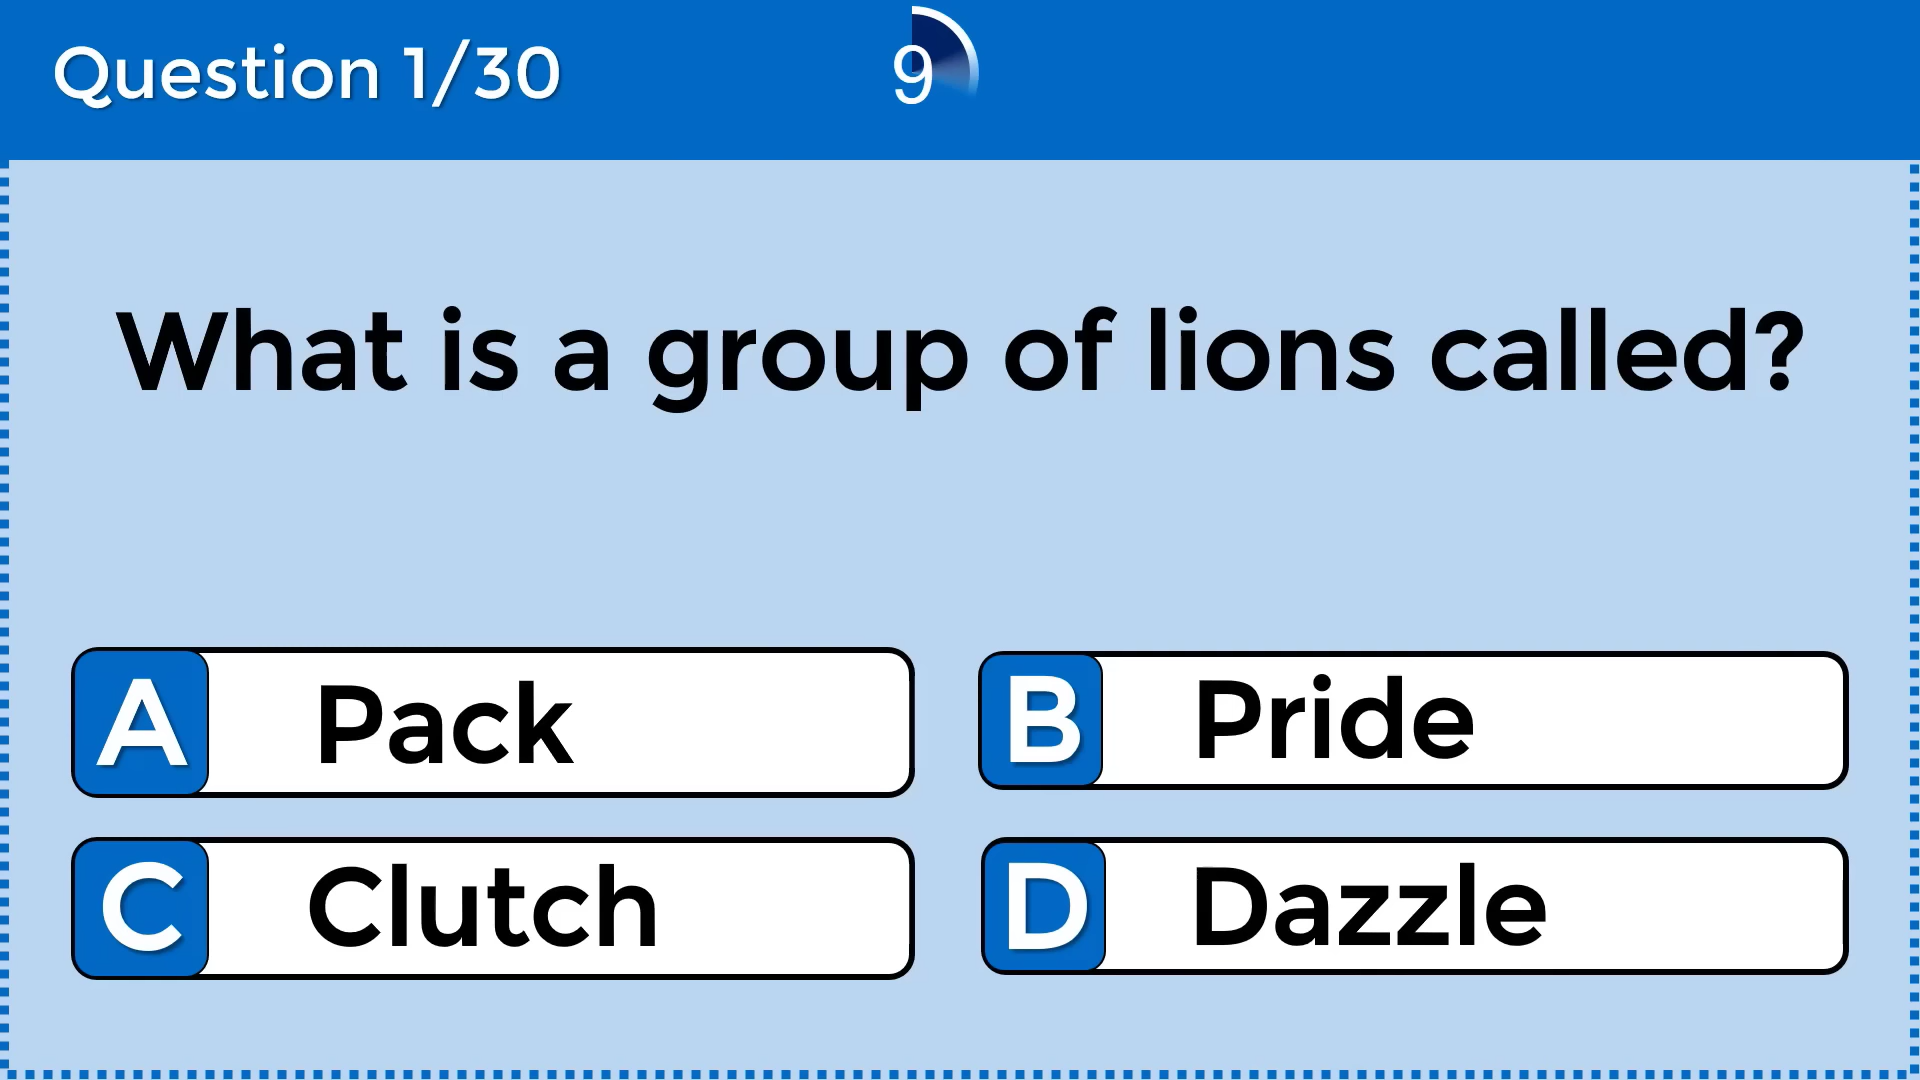 Question 1/30
9
What is a group of lions called?
A Pack
B Pride
C Clutch
D Dazzle